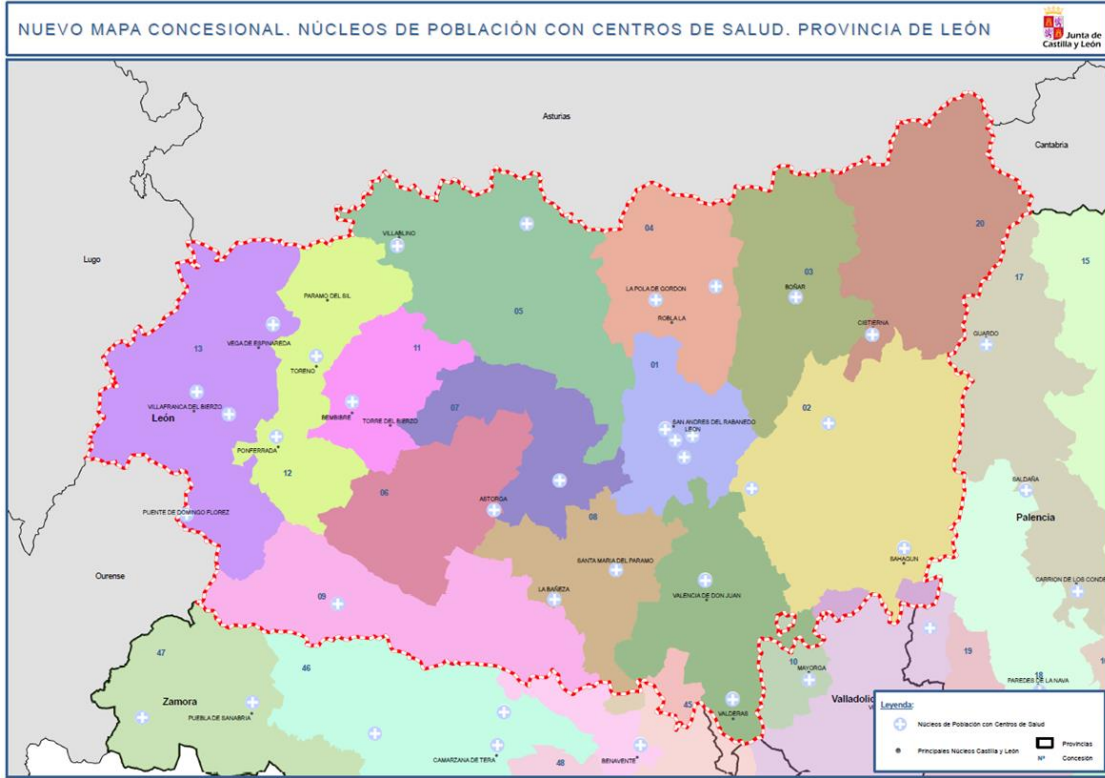 NUEVO MAPA CONCESIONAL. NÚCLEOS DE POBLACIÓN CON CENTROS DE SALUD. PROVINCIA DE LEÓN
Junta de
Castilla y León
Asturias
Cantabria
Lugo
VILLABLINO
04
20
15
17
03
PARAMO DEL SIL
LA POLA DE GORDON
BOÑAR
ROBLA LA
05
CISTIERNA
GUARDO
13
VEGA DE ESPINAREDA
11
01
TORENO
VILLAFRANCA DEL BIERZO
León
BEMBIBRE
TORRE DEL BIERZO
07
02
SAN ANDRES DEL RABANEDO
LEON
PONFERRADA
12
06
ASTORGA
SALDAÑA
PUENTE DE DOMINGO FLOREZ
08
Palencia
Ourense
SAHAGUN
SANTA MARIA DEL PARAMO
09
LA BAÑEZA
VALENCIA DE DON JUAN
CARRION DE LOS CONDE
47
46
10
19
MAYORGA
18
PAREDES DE LA NAVA
Zamora
PUEBLA DE SANABRIA
45
VALDERAS
Valladolid
CAMARZANA DE TERA
48
BENAVENTE
Leyenda:
Núcleos de Población con Centros de Salud
Principales Núcleos Castilla y León
Provincias
Nº Concesión